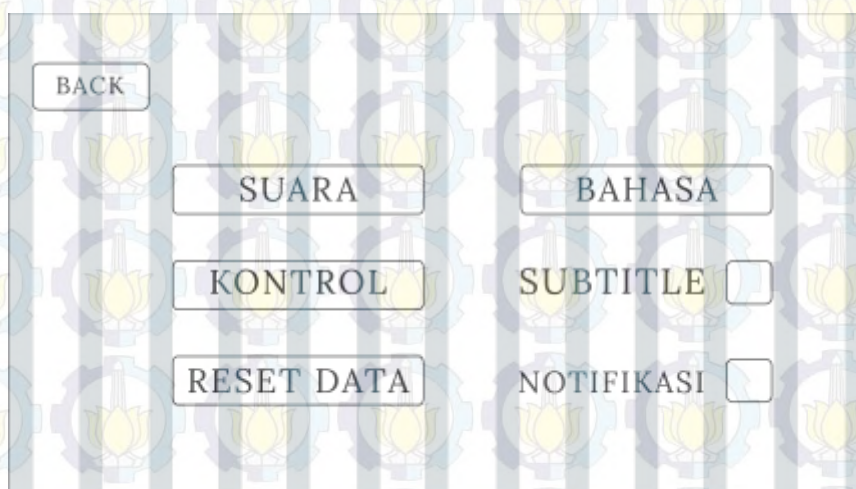 BACK
SUARA
BAHASA
KONTROL
SUBTITLE
RESET DATA
NOTIFIKASI